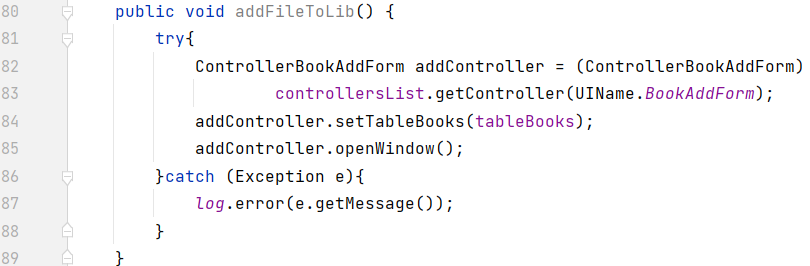 80 public void addFileToLib() {
81 try{
82 ControllerBookAddForm addController = (ControllerBookAddForm)
83 controllersList.getController(UIName.BookAddForm);
84 addController.setTableBooks(tableBooks);
85 addController.openWindow();
86 }catch (Exception e){
87 log.error(e.getMessage());
88 }
89 }